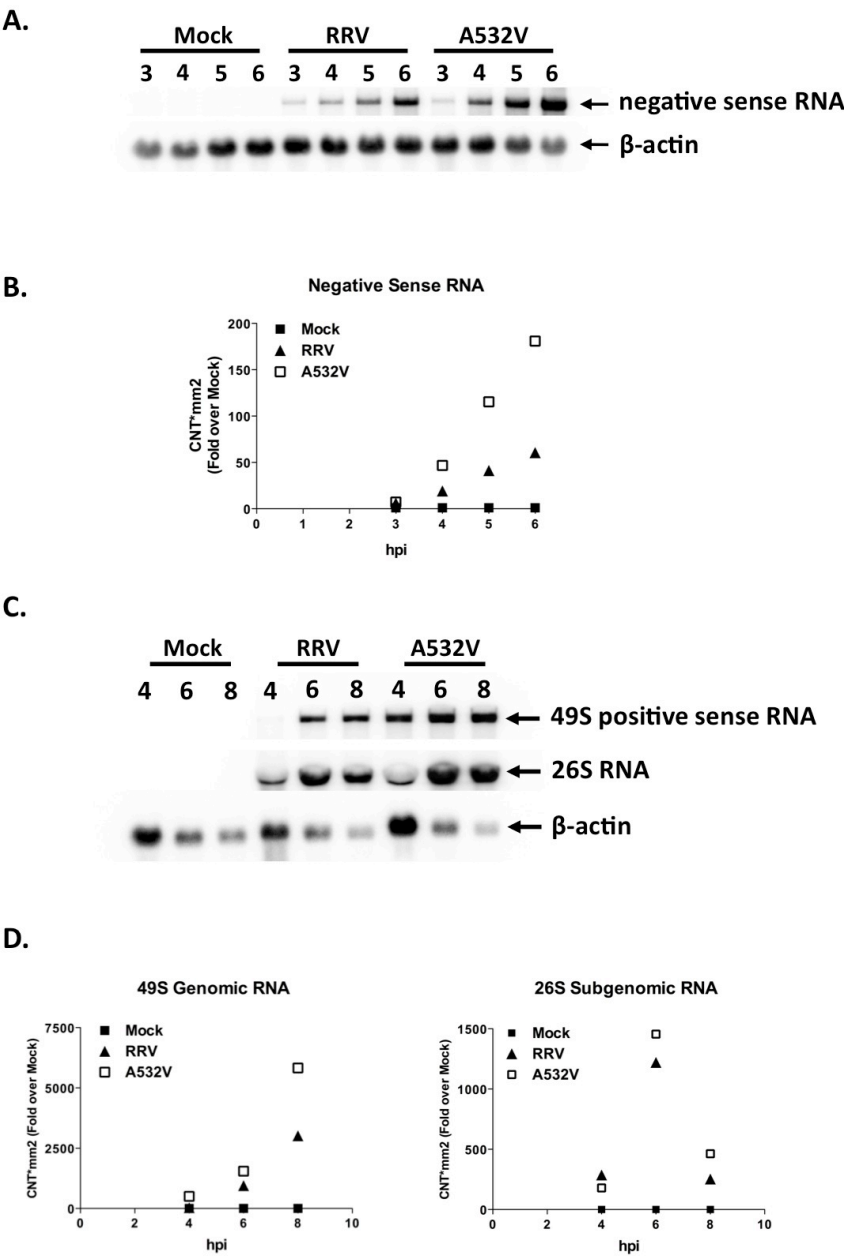 A.
Mock RRV A532V
3 4 5 6 3 4 5 6 3 4 5 6
negative sense RNA
β-actin
B.
Negative Sense RNA
CNT*mm2
(Fold over Mock)
200
150
100
50
0
Mock
RRV
A532V
0 1 2 3 4 5 6
hpi
C.
Mock RRV A532V
4 6 8 4 6 8 4 6 8
49S positive sense RNA
26S RNA
β-actin
D.
49S Genomic RNA
CNT*mm2 (Fold over Mock)
7500
5000
2500
0
Mock
RRV
A532V
0 2 4 6 8 10
hpi
26S Subgenomic RNA
CNT*mm2 (Fold over Mock)
1500
1000
500
0
Mock
RRV
A532V
0 2 4 6 8 10
hpi